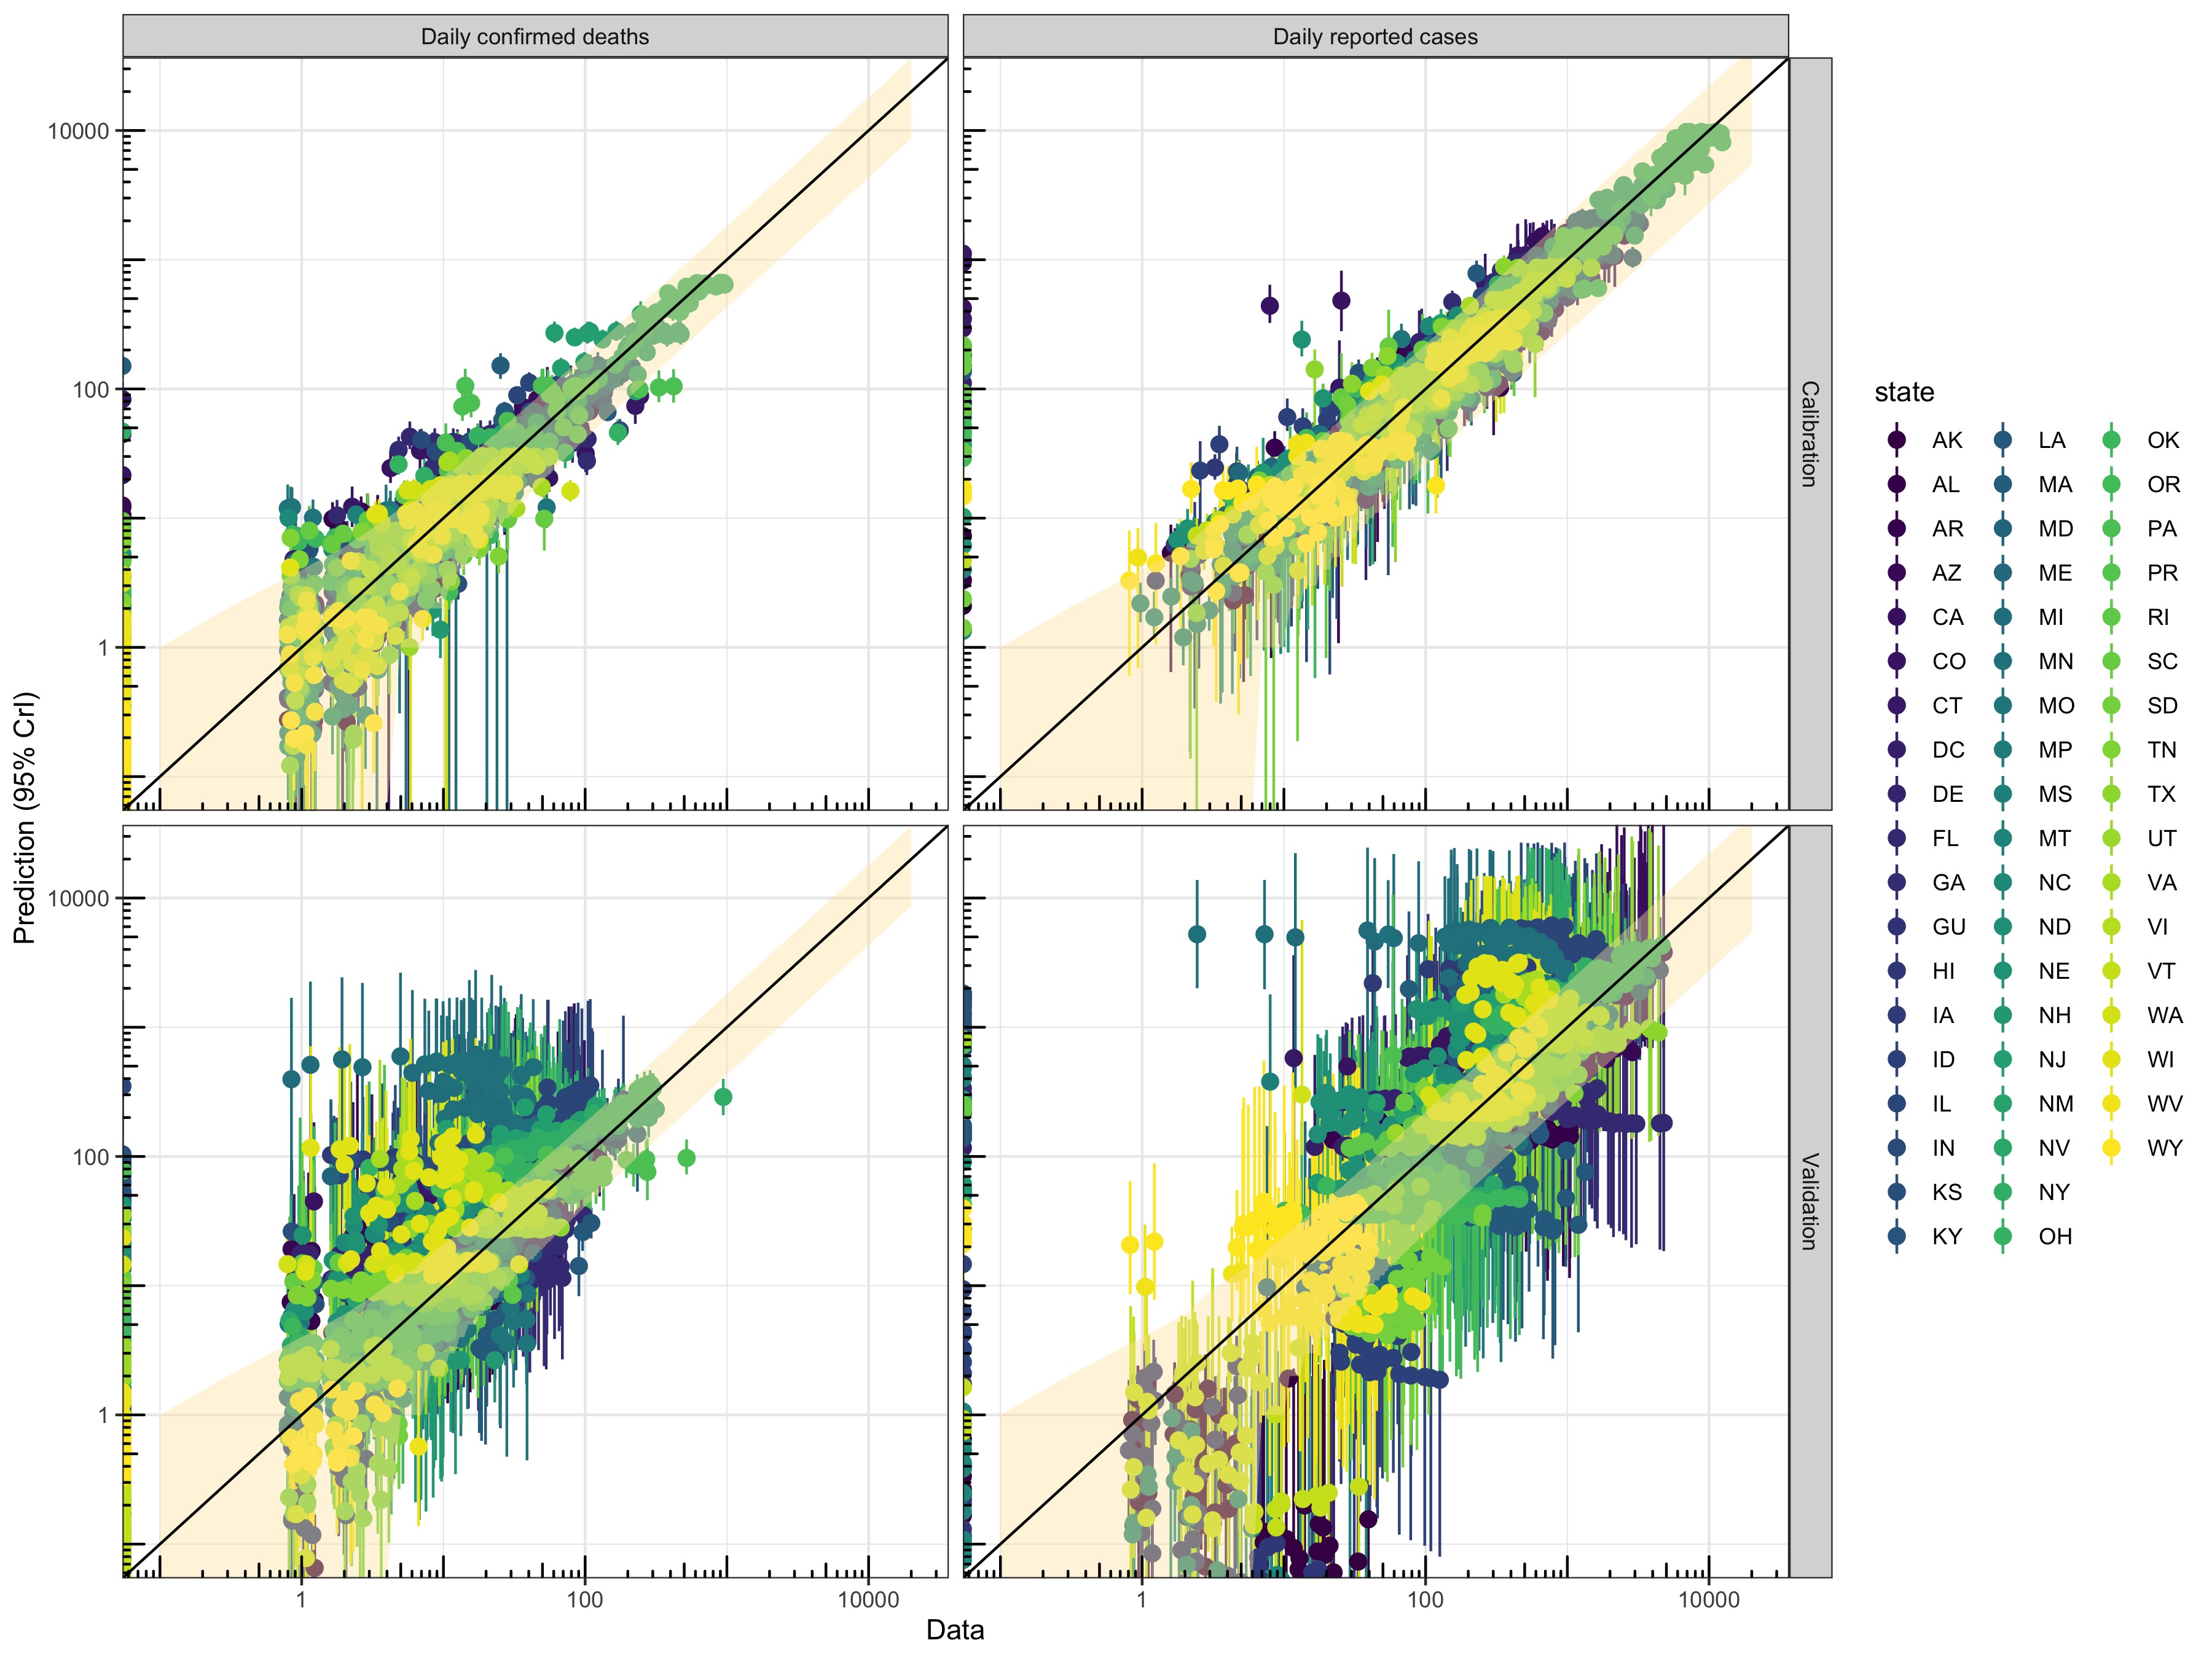 Daily confirmed deaths
Daily reported cases
10000
100
1
Calibration
10000
100
1
Validation
1
100
10000
1
100
10000
Prediction (95% CrI)
Data
state
AK
AL
AR
AZ
CA
CO
CT
DC
DE
FL
GA
GU
HI
IA
ID
IL
IN
KS
KY
LA
MA
MD
ME
MI
MN
MO
MP
MS
MT
NC
ND
NE
NH
NJ
NM
NV
NY
OH
OK
OR
PA
PR
RI
SC
SD
TN
TX
UT
VA
VI
VT
WA
WI
WV
WY